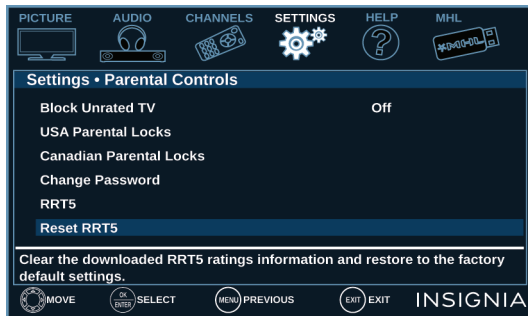 PICTURE AUDIO CHANNELS SETTINGS HELP MHL
MHL
Settings • Parental Controls
Block Unrated TV Off
USA Parental Locks
Canadian Parental Locks
Change Password
RRT5
Reset RRT5
Clear the downloaded RRT5 ratings information and restore to the factory
default settings.
MOVE OK ENTER SELECT MENU PREVIOUS EXIT EXIT INSIGNIA